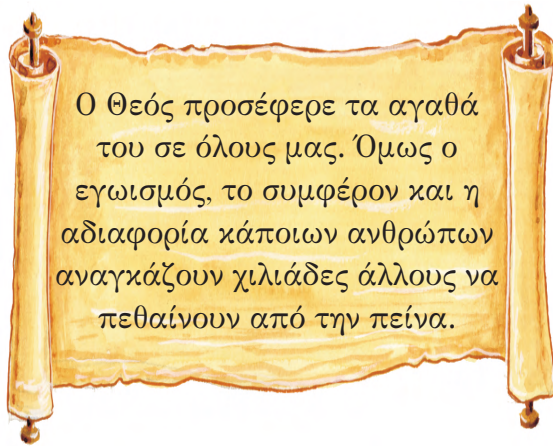 Ο Θεός προσέφερε τα αγαθά
του σε όλους μας. Όμως ο
εγωισμός, το συμφέρον και η
αδιαφορία κάποιων ανθρώπων
αναγκάζουν χιλιάδες άλλους να
πεθαίνουν από την πείνα.